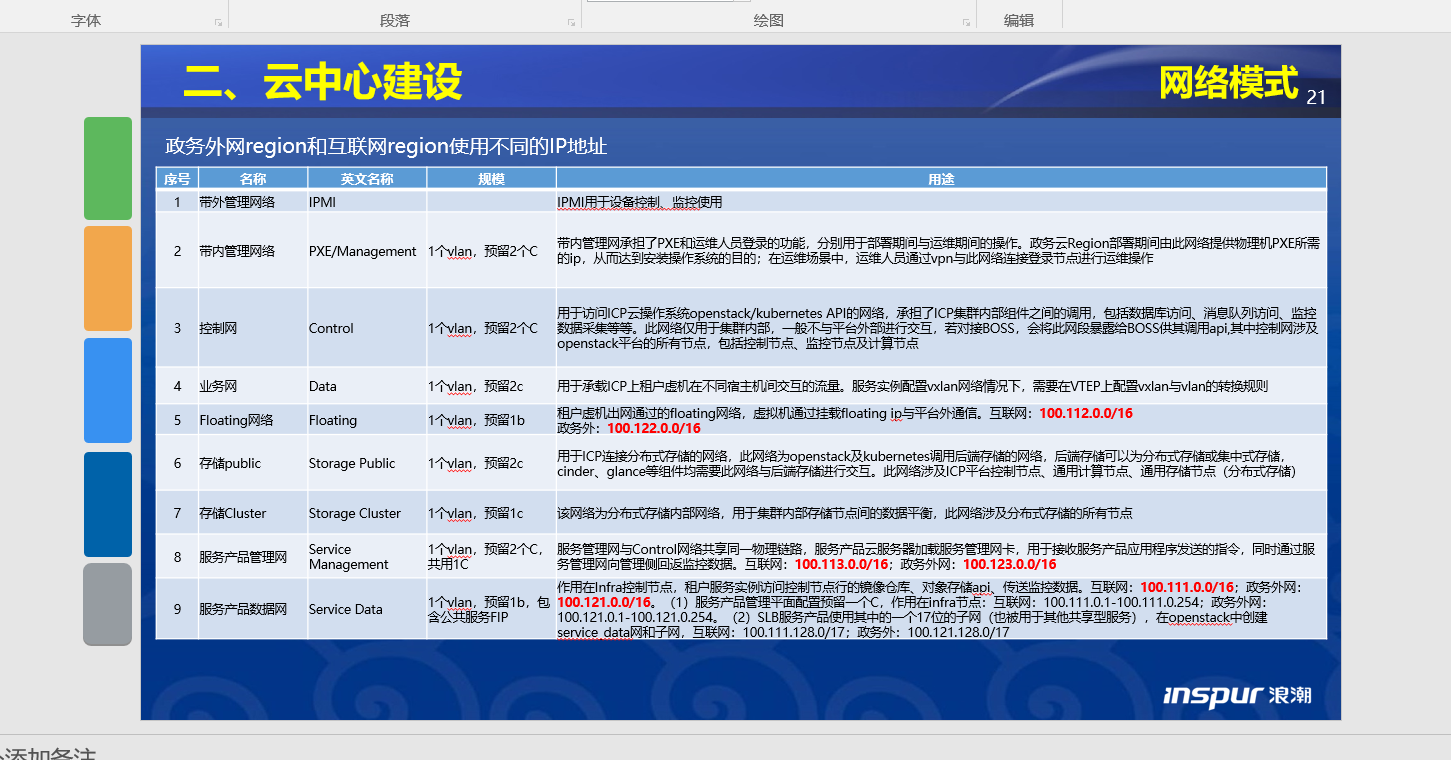 字体 段落 绘图 编辑
二、云中心建设 网络模式 21
政务外网region和互联网region使用不同的IP地址
序号 名称 英文名称 规模 用途
1 带外管理网络 IPMI IPMI用于设备控制、监控使用
2 带内管理网络 PXE/Management 1个vlan，预留2个C
带内管理网承担了PXE和运维人员登录的功能，分别用于部署期间与运维期间的操作。政务云Region部署期间由此网络提供物理机PXE所需
的ip，从而达到安装操作系统的目的；在运维场景中，运维人员通过vpn与此网络连接登录节点进行运维操作
3 控制网 Control 1个vlan，预留2个C
用于访问ICP云操作系统openstack/kubernetes API的网络，承担了ICP集群内部组件之间的调用，包括数据库访问、消息队列访问、监控
数据采集等等。此网络仅用于集群内部，一般不与平台外部进行交互，若对接BOSS，会将此网段暴露给BOSS供其调用api,其中控制网涉及
openstack平台的所有节点，包括控制节点、监控节点及计算节点
4 业务网 Data 1个vlan，预留2c 用于承载ICP上租户虚机在不同宿主机间交互的流量。服务实例配置vxlan网络情况下，需要在VTEP上配置vxlan与vlan的转换规则
5 Floating网络 Floating 1个vlan，预留1b
租户虚机出网通过的floating网络，虚拟机通过挂载floating ip与平台外通信。互联网：100.112.0.0/16
政务外：100.122.0.0/16
6 存储public Storage Public 1个vlan，预留2c
用于ICP连接分布式存储的网络，此网络为openstack及kubernetes调用后端存储的网络，后端存储可以为分布式存储或集中式存储，
cinder、glance等组件均需要此网络与后端存储进行交互。此网络涉及ICP平台控制节点、通用计算节点、通用存储节点（分布式存储）
7 存储Cluster Storage Cluster 1个vlan，预留1c 该网络为分布式存储内部网络，用于集群内部存储节点间的数据平衡，此网络涉及分布式存储的所有节点
8 服务产品管理网
Service
Management
1个vlan，预留2个C，
共用1C
服务管理网与Control网络共享同一物理链路，服务产品云服务器加载服务管理网卡，用于接收服务产品应用程序发送的指令，同时通过服
务管理网向管理侧回返监控数据。互联网：100.113.0.0/16；政务外网：100.123.0.0/16
9 服务产品数据网 Service Data
1个vlan，预留1b，包
含公共服务FIP
作用在Infra控制节点，租户服务实例访问控制节点行的镜像仓库、对象存储api、传送监控数据。互联网：100.111.0.0/16；政务外网：
100.121.0.0/16。（1）服务产品管理平面配置预留一个C，作用在infra节点：互联网：100.111.0.1-100.111.0.254；政务外网：
100.121.0.1-100.121.0.254。（2）SLB服务产品使用其中的一个17位的子网（也被用于其他共享型服务），在openstack中创建
service_data网和子网，互联网：100.111.128.0/17；政务外：100.121.128.0/17
inspur 浪潮
添加备注